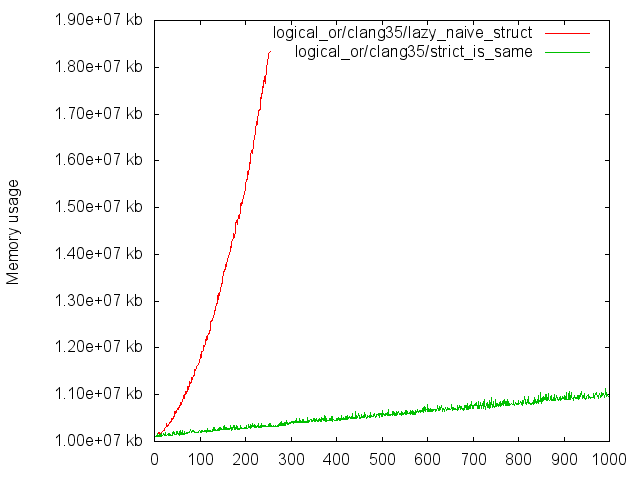 1.90e+07 kb
logical_or/clang35/lazy_naive_struct
logical_or/clang35/strict_is_same
1.80e+07 kb
1.70e+07 kb
1.60e+07 kb
1.50e+07 kb
1.40e+07 kb
1.30e+07 kb
1.20e+07 kb
1.10e+07 kb
1.00e+07 kb
Memory usage
0 100 200 300 400 500 600 700 800 900 1000